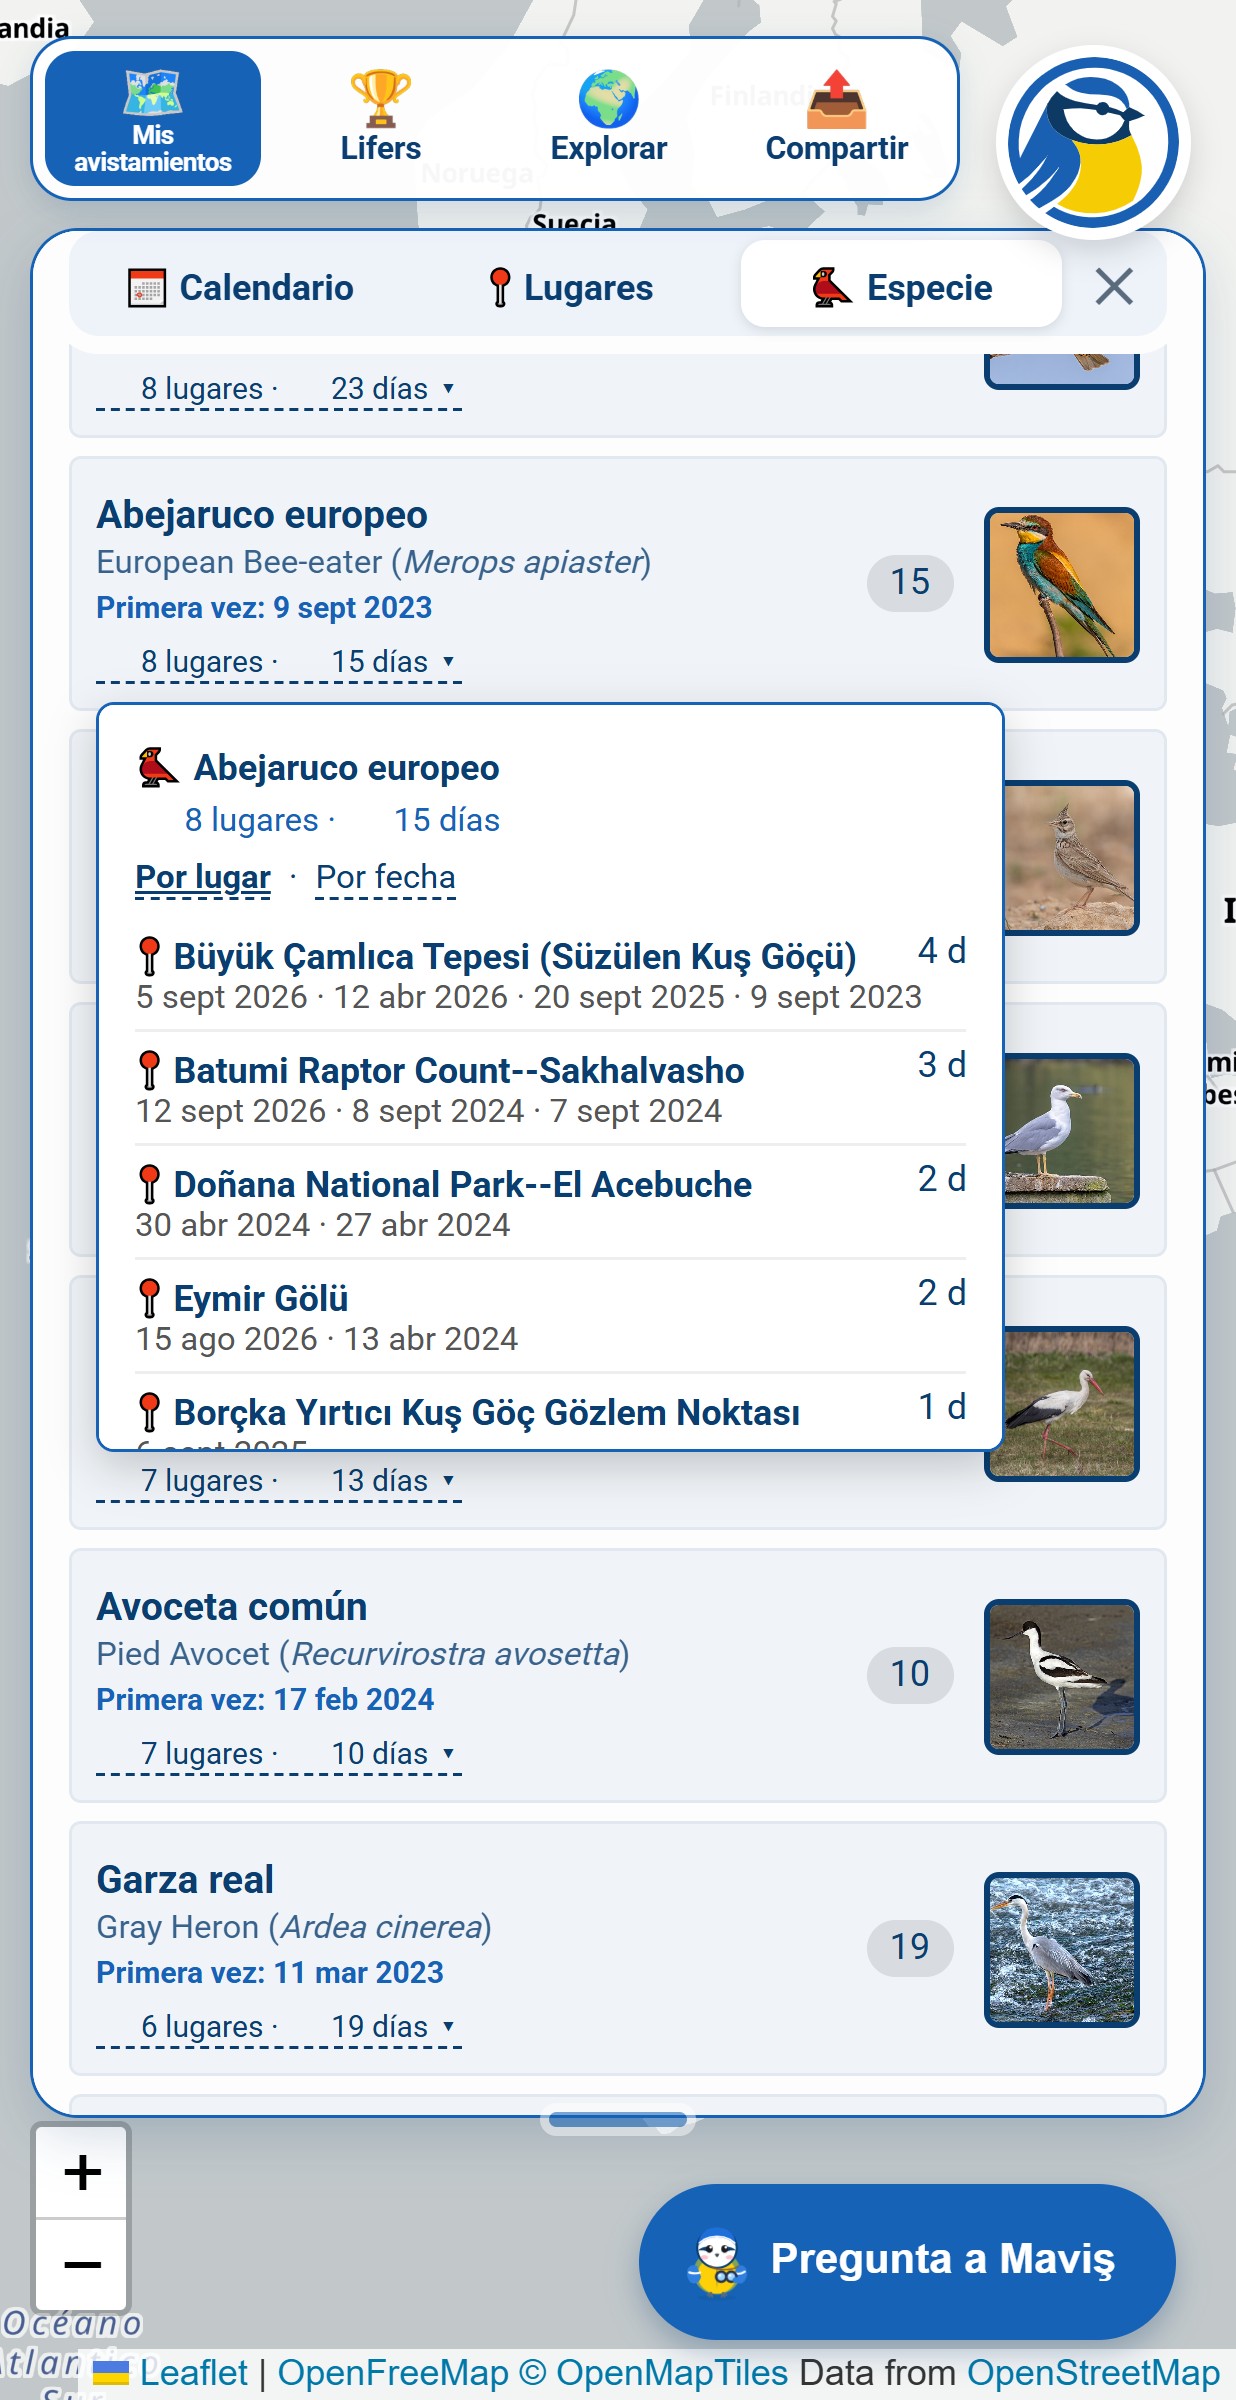 andia
Mis
avistamientos
Lifers
Explorar
Compartir
Finlandi
Noruega
Suecia
Calendario
Lugares
Especie
8 lugares · 23 días ▾
Abejaruco europeo
European Bee-eater (Merops apiaster)
Primera vez: 9 sept 2023
15
8 lugares · 15 días ▾
Abejaruco europeo
8 lugares · 15 días
Por lugar · Por fecha
Büyük Çamlıca Tepesi (Süzülen Kuş Göçü) 4 d
5 sept 2026 · 12 abr 2026 · 20 sept 2025 · 9 sept 2023
Batumi Raptor Count--Sakhalvasho 3 d
12 sept 2026 · 8 sept 2024 · 7 sept 2024
Doñana National Park--El Acebuche 2 d
30 abr 2024 · 27 abr 2024
Eymir Gölü 2 d
15 ago 2026 · 13 abr 2024
Borçka Yırtıcı Kuş Göç Gözlem Noktası 1 d
6 sept 2025
7 lugares · 13 días ▾
Avoceta común
Pied Avocet (Recurvirostra avosetta)
Primera vez: 17 feb 2024
10
7 lugares · 10 días ▾
Garza real
Gray Heron (Ardea cinerea)
Primera vez: 11 mar 2023
19
6 lugares · 19 días ▾
+
−
Pregunta a Maviş
Océano
Leaflet | OpenFreeMap © OpenMapTiles Data from OpenStreetMap